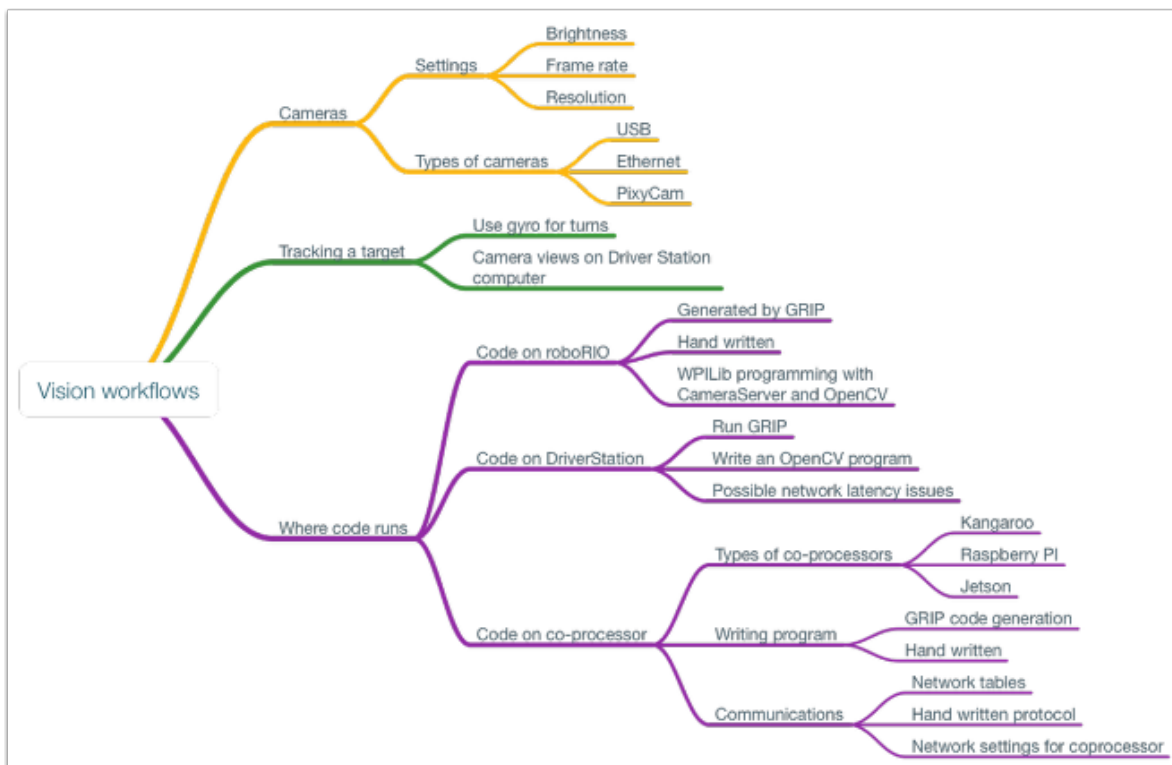 Brightness
Settings
Frame rate
Resolution
Cameras
USB
Types of cameras
Ethernet
PixyCam
Use gyro for turns
Tracking a target
Camera views on Driver Station
computer
Generated by GRIP
Code on roboRIO
Hand written
WPILib programming with
CameraServer and OpenCV
Vision workflows
Run GRIP
Code on DriverStation
Write an OpenCV program
Possible network latency issues
Where code runs
Kangaroo
Types of co-processors
Raspberry PI
Jetson
Code on co-processor
GRIP code generation
Writing program
Hand written
Network tables
Communications
Hand written protocol
Network settings for coprocessor